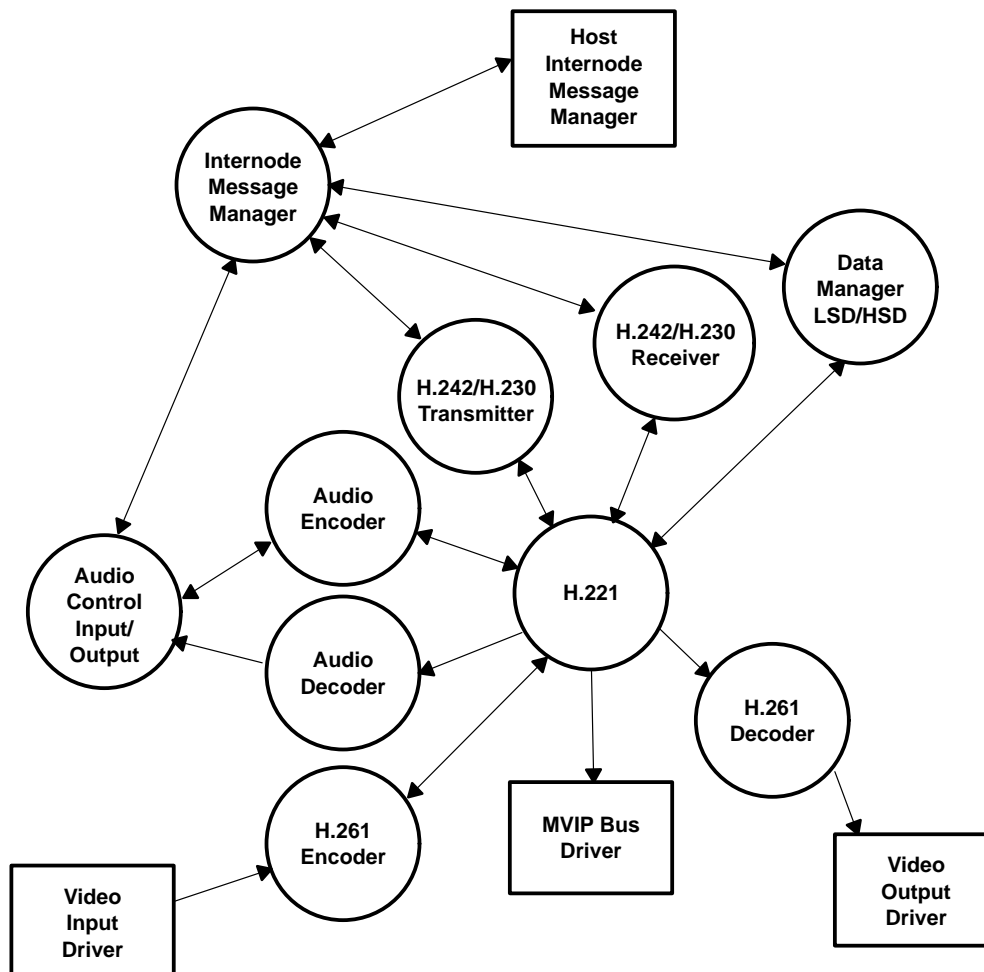 Host
Internode
Message
Manager
Internode
Message
Manager
Data
Manager
LSD/HSD
H.242/H.230
Receiver
H.242/H.230
Transmitter
Audio
Encoder
Audio
Control
Input/
Output
H.221
Audio
Decoder
H.261
Decoder
H.261
Encoder
MVIP Bus
Driver
Video
Input
Driver
Video
Output
Driver